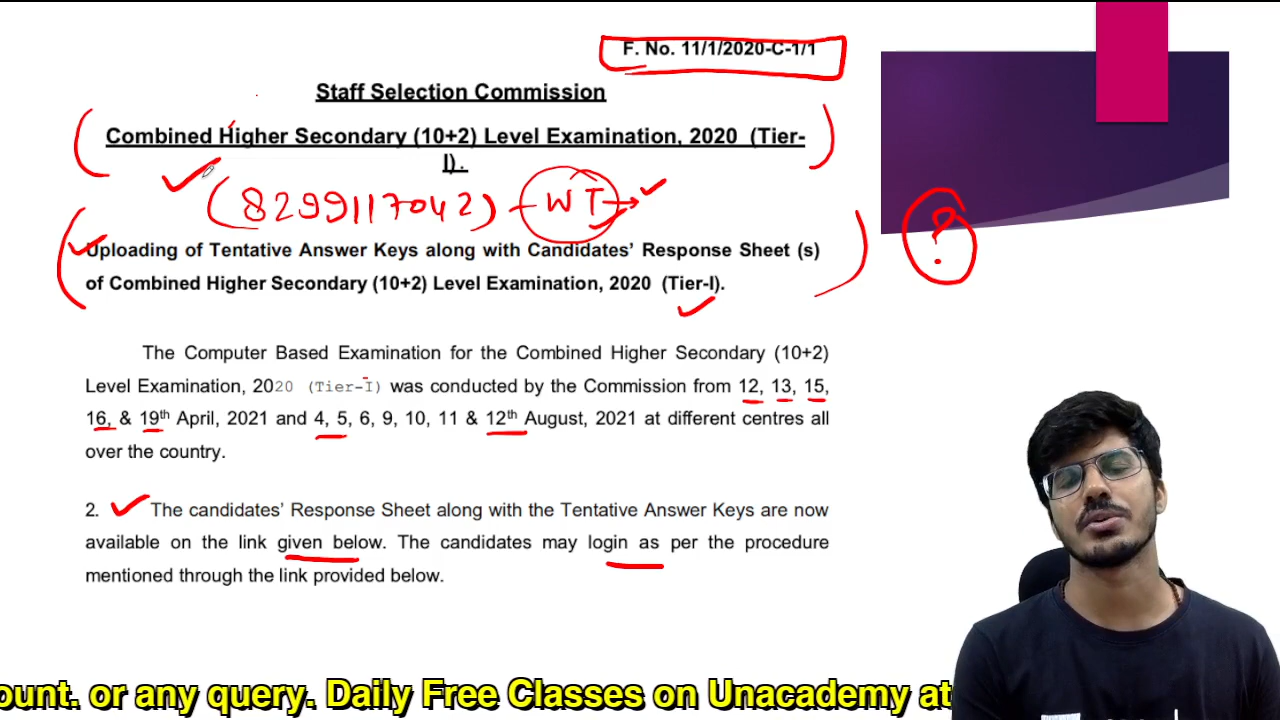 F. No. 11/1/2020-C-1/1
Staff Selection Commission
Combined Higher Secondary (10+2) Level Examination, 2020 (Tier-
I).
(8299117042) - WT →
Uploading of Tentative Answer Keys along with Candidates' Response Sheet (s)
of Combined Higher Secondary (10+2) Level Examination, 2020 (Tier-I).
?
The Computer Based Examination for the Combined Higher Secondary (10+2)
Level Examination, 2020 (Tier-I) was conducted by the Commission from 12, 13, 15,
16, & 19th April, 2021 and 4, 5, 6, 9, 10, 11 & 12th August, 2021 at different centres all
over the country.
2. The candidates' Response Sheet along with the Tentative Answer Keys are now
available on the link given below. The candidates may login as per the procedure
mentioned through the link provided below.
ount. or any query. Daily Free Classes on Unacademy at